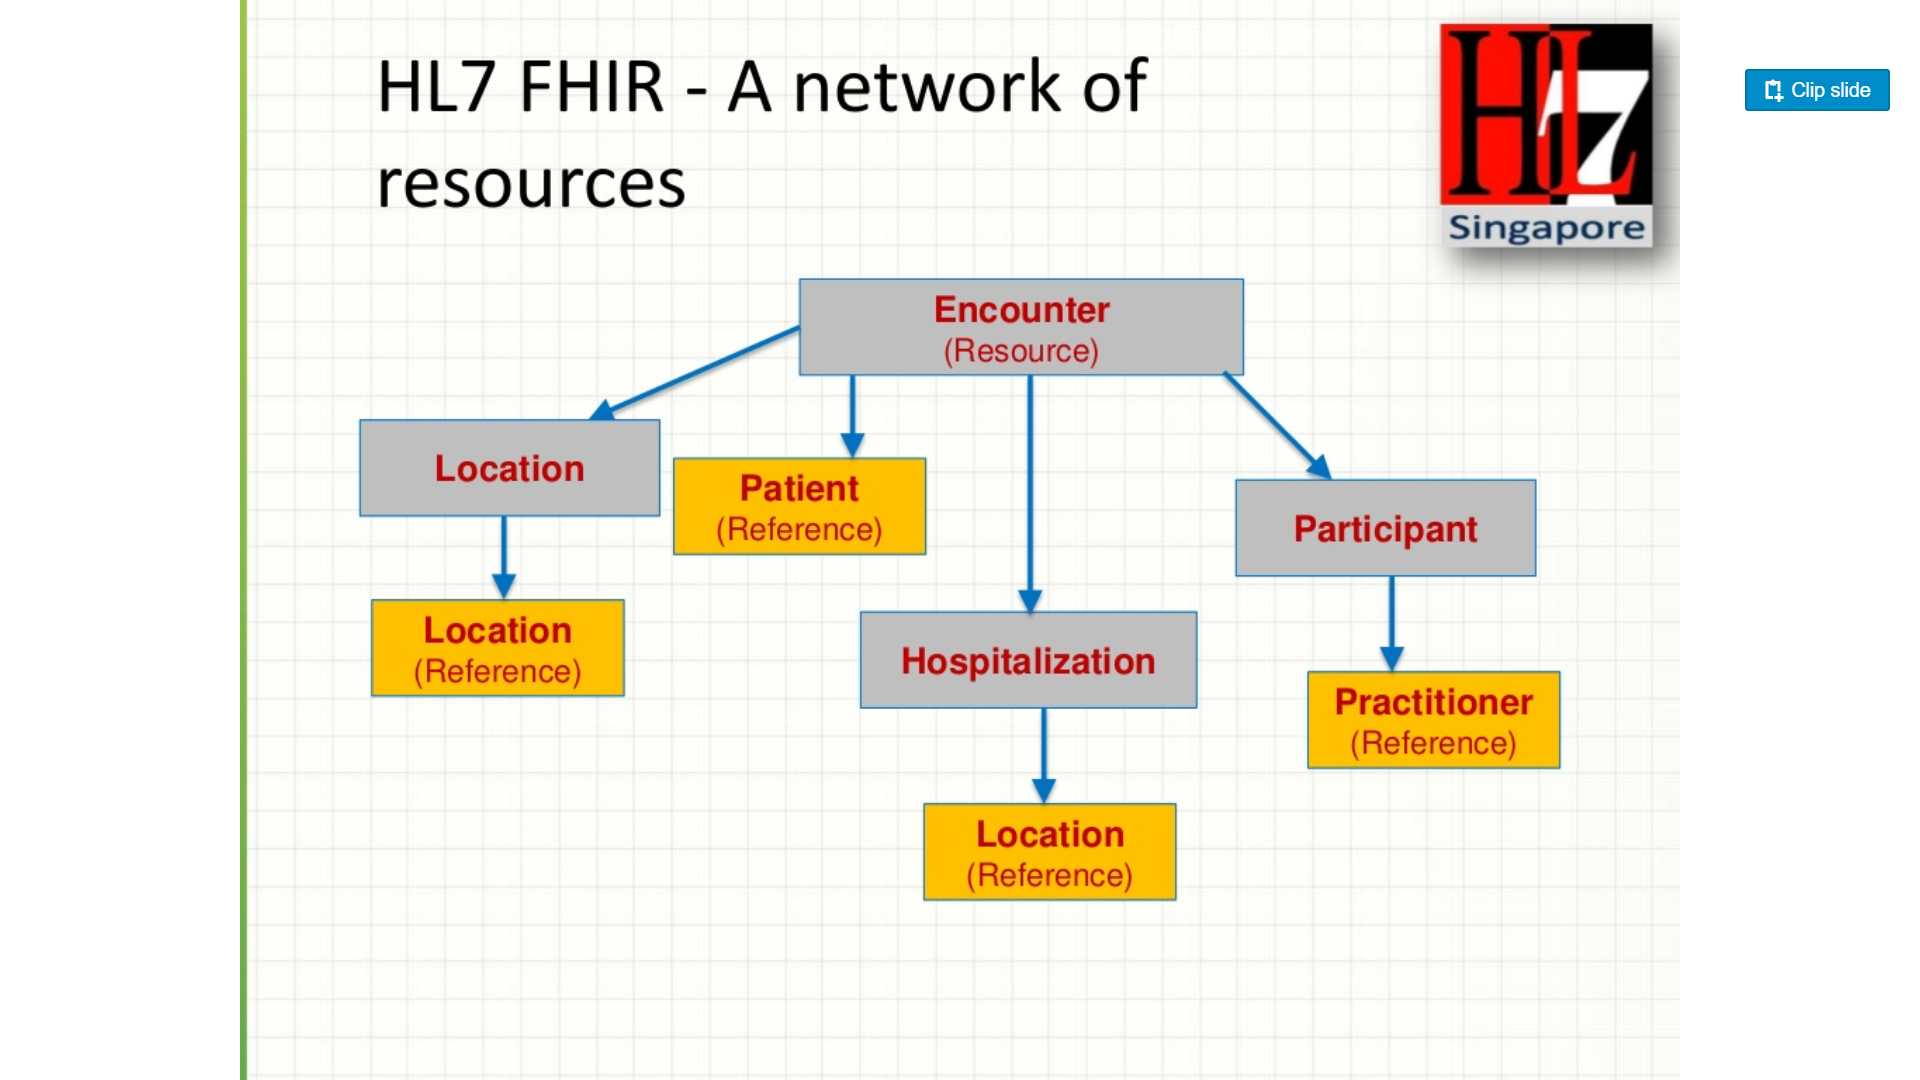 HL7 FHIR - A network of
resources
HL7
Singapore
Clip slide
Encounter
(Resource)
Location
Patient
(Reference)
Participant
Location
(Reference)
Hospitalization
Practitioner
(Reference)
Location
(Reference)